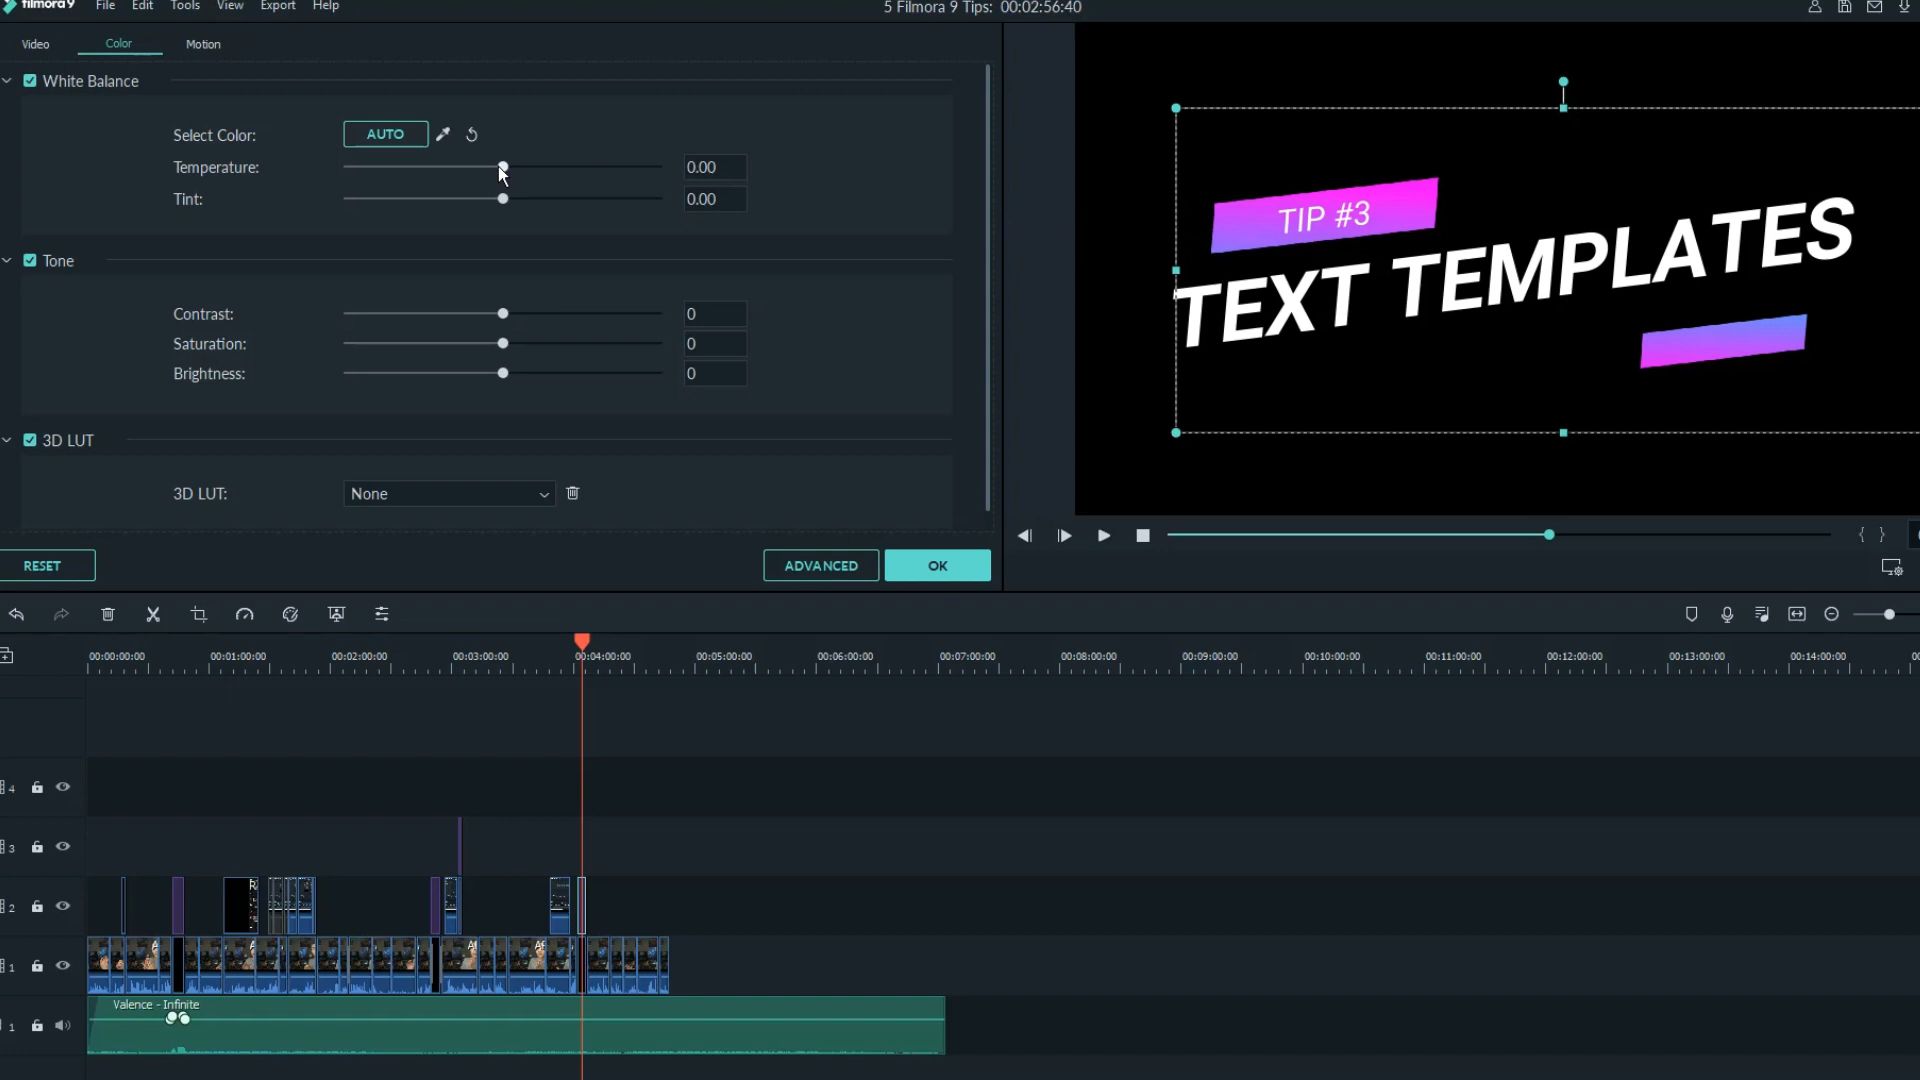 filmora9 File Edit Tools View Export Help 5 Filmora 9 Tips: 00:02:56:40
Video Color Motion
White Balance
Select Color: AUTO
Temperature: 0.00
Tint: 0.00
Tone
Contrast: 0
Saturation: 0
Brightness: 0
3D LUT
3D LUT: None
RESET ADVANCED OK
TIP #3
TEXT TEMPLATES
00:00:00:00 00:01:00:00 00:02:00:00 00:03:00:00 00:04:00:00 00:05:00:00 00:06:00:00 00:07:00:00 00:08:00:00 00:09:00:00 00:10:00:00 00:11:00:00 00:12:00:00 00:13:00:00 00:14:00:00
4
3
2
1
Valence - Infinite
1